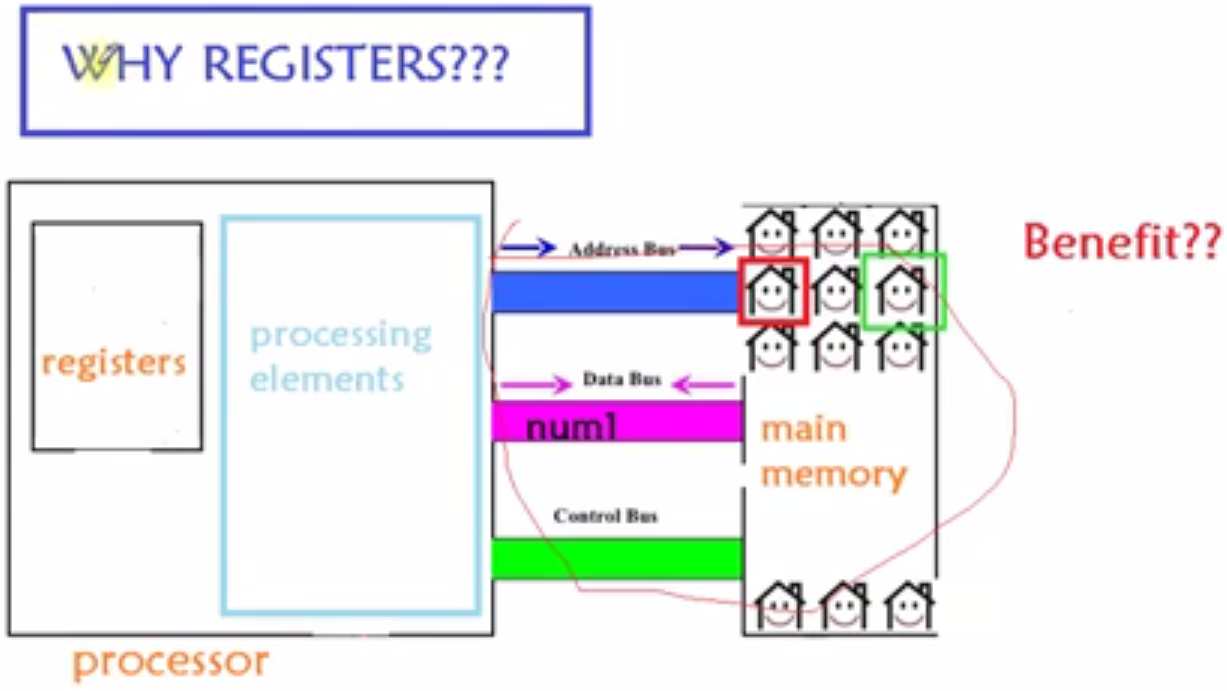 WHY REGISTERS???
Benefit??
Address Bus
registers
processing
elements
Data Bus
num1
main
memory
Control Bus
processor